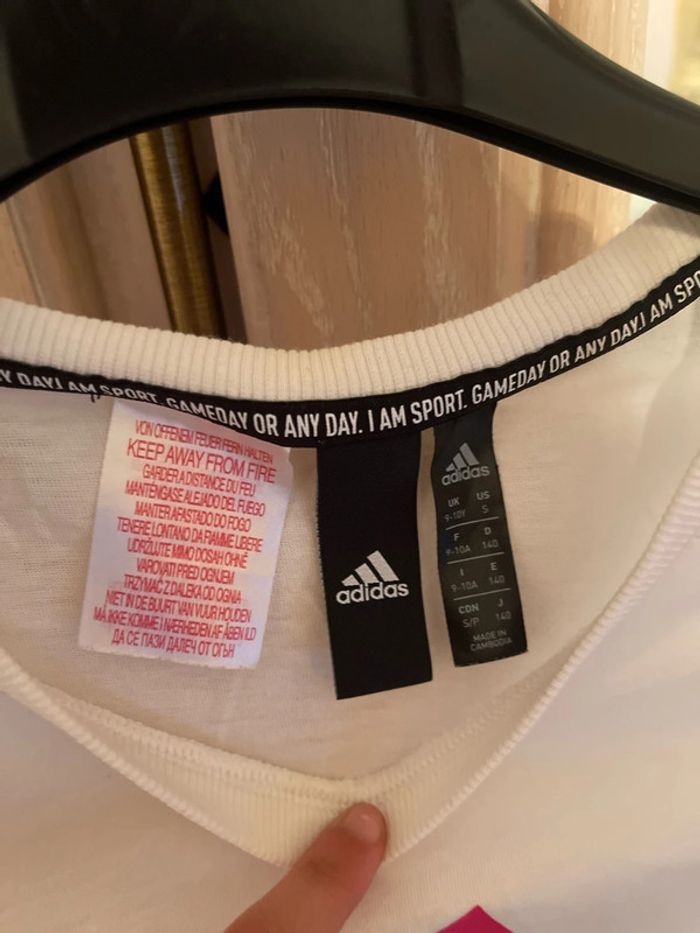 Y DAY. I AM SPORT. GAMEDAY OR ANY DAY. I AM SPORT. GAMEDAY OR ANY DAY. I AM SPO
VON OFFENEM FEUER FERN HALTEN
KEEP AWAY FROM FIRE
GARDER A DISTANCE DU FEU
MANTÉNGASE ALEJADO DEL FUEGO
MANTER AFASTADO DO FOGO
TENERE LONTANO DA FIAMME LIBERE
UDRŽUJTE MIMO DOSAH OHNĚ
VAROVATI PRED OGNJEM
TRZYMAĆ Z DALEKA OD OGNIA
NIET IN DE BUURT VAN VUUR HOUDEN
MÅ IKKE KOMME I NÆRHEDEN AF ÅBEN ILD
ДА СЕ ПАЗИ ДАЛЕЧ ОТ ОГЪН
adidas
adidas
UK US
9-10Y S
F D
9-10A 140
I E
9-10A 140
CDN J
S/P 140
MADE IN
CAMBODIA